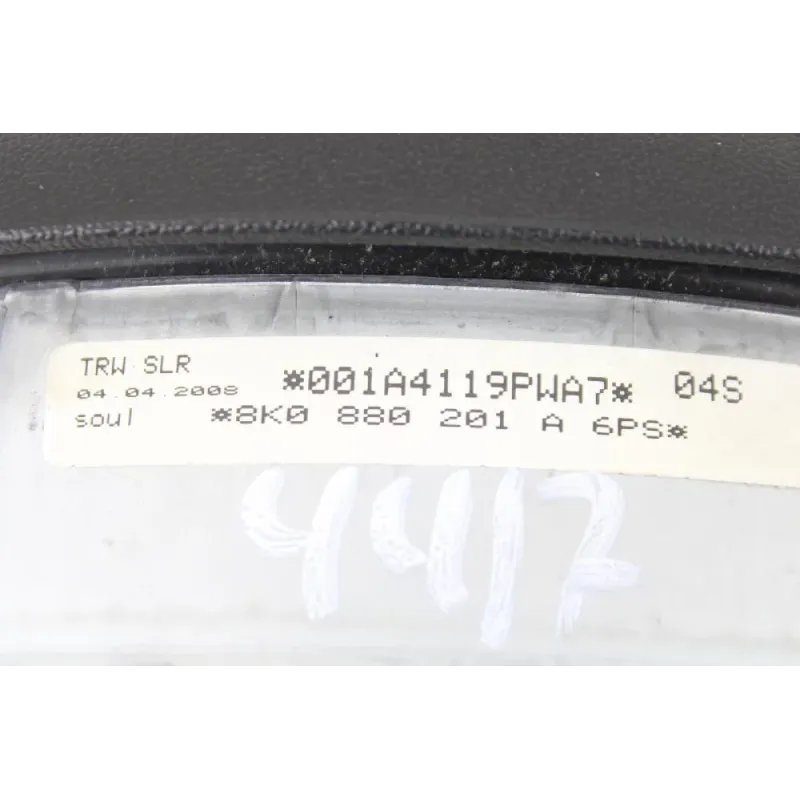 TRW SLR *001A4119PWA7* 04S
04.04.2008
soul *8K0 880 201 A 6PS*
4417